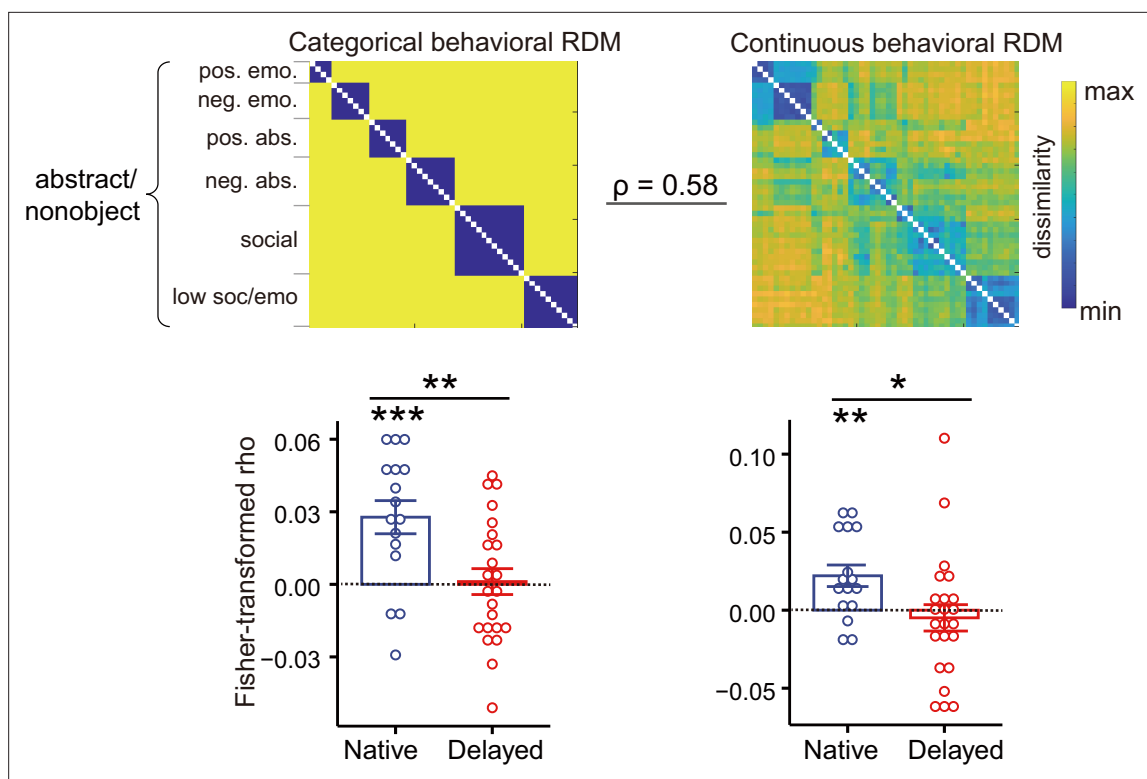 Categorical behavioral RDM
Continuous behavioral RDM
abstract/
nonobject
pos. emo.
neg. emo.
pos. abs.
neg. abs.
social
low soc/emo
ρ = 0.58
max
dissimilarity
min
Fisher-transformed rho
**
***
0.06
0.03
0.00
−0.03
Native
Delayed
*
**
0.10
0.05
0.00
−0.05
Native
Delayed